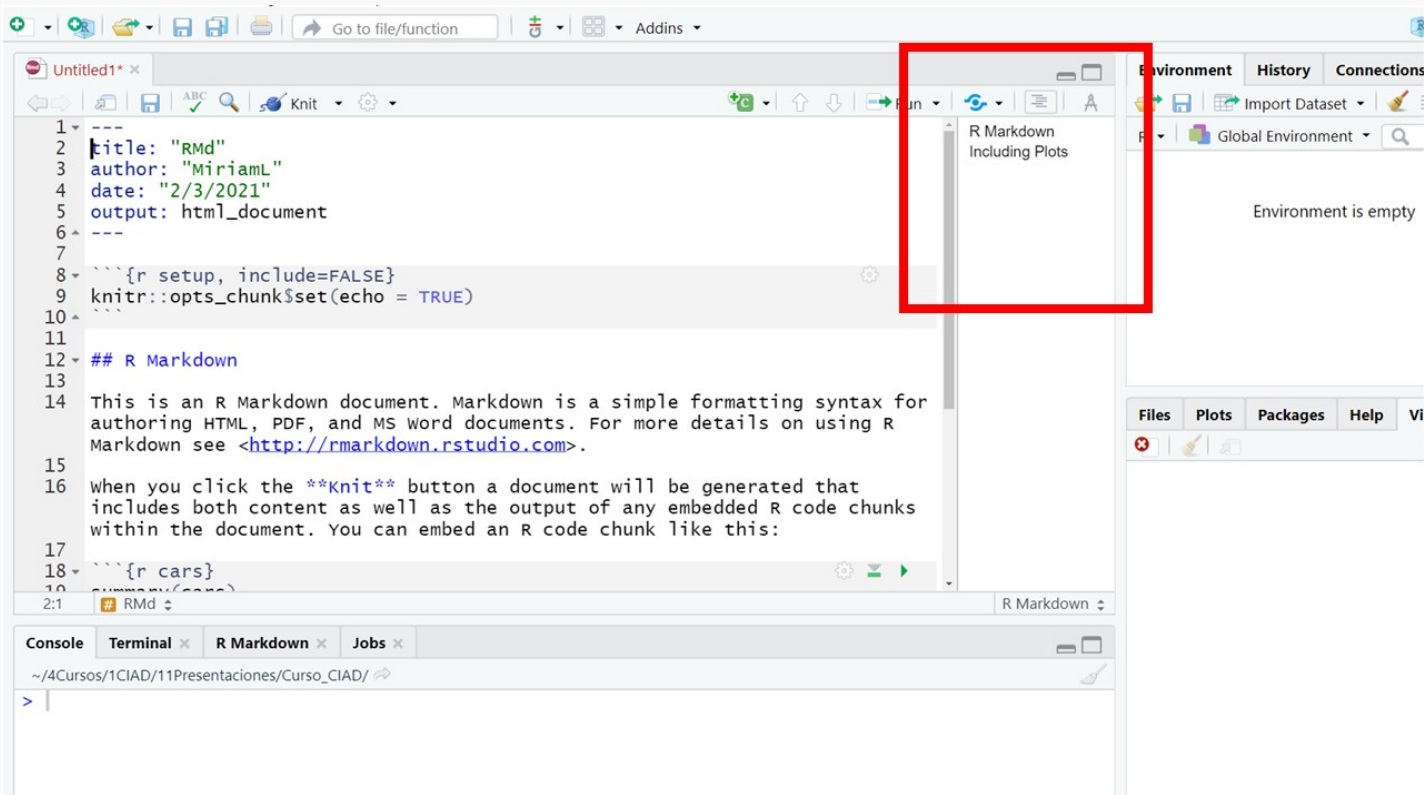 Go to file/function
Addins
Untitled1*
ABC
Knit
Run
1 ---
2 title: "RMd"
3 author: "MiriamL"
4 date: "2/3/2021"
5 output: html_document
6 ---
7
8 ```{r setup, include=FALSE}
9 knitr::opts_chunk$set(echo = TRUE)
10 ```
11
12 ## R Markdown
13
14 This is an R Markdown document. Markdown is a simple formatting syntax for
authoring HTML, PDF, and MS Word documents. For more details on using R
Markdown see <http://rmarkdown.rstudio.com>.
15
16 When you click the **Knit** button a document will be generated that
includes both content as well as the output of any embedded R code chunks
within the document. You can embed an R code chunk like this:
17
18 ```{r cars}
19 summary(cars)
2:1 # RMd
R Markdown
R Markdown
Including Plots
Console Terminal R Markdown Jobs
~/4Cursos/1CIAD/11Presentaciones/Curso_CIAD/
>
Environment History Connections
Import Dataset
R Global Environment
Environment is empty
Files Plots Packages Help Vi